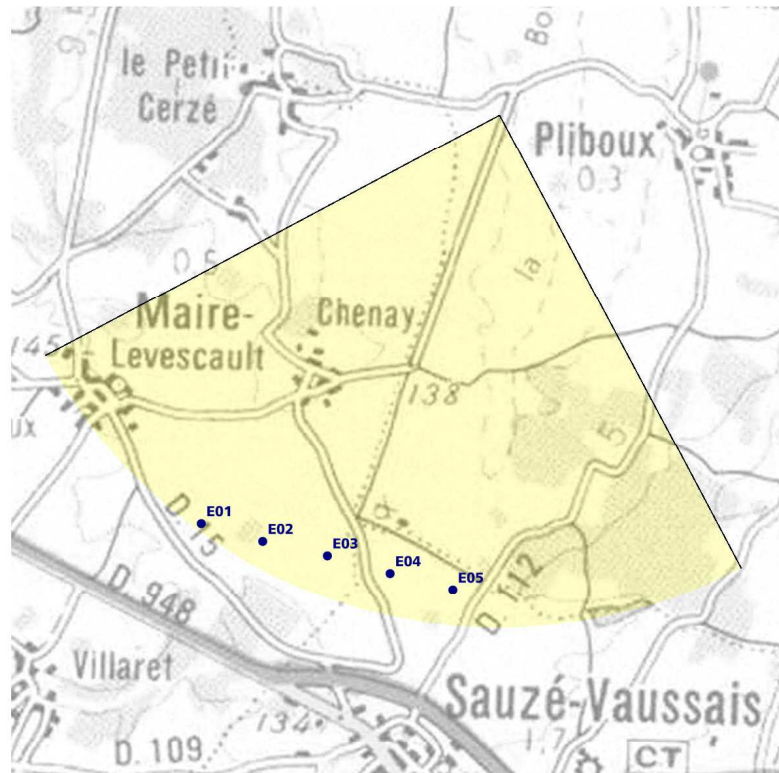 le Petit
Cerzé
Bo
Pliboux
0.3
0.5
la
Maire-
Levescault
Chenay
145
138
5
D.15
E01
E02
E03
E04
E05
D.112
D.948
Villaret
Sauzé-Vaussais
134
1.7
D.109
CT